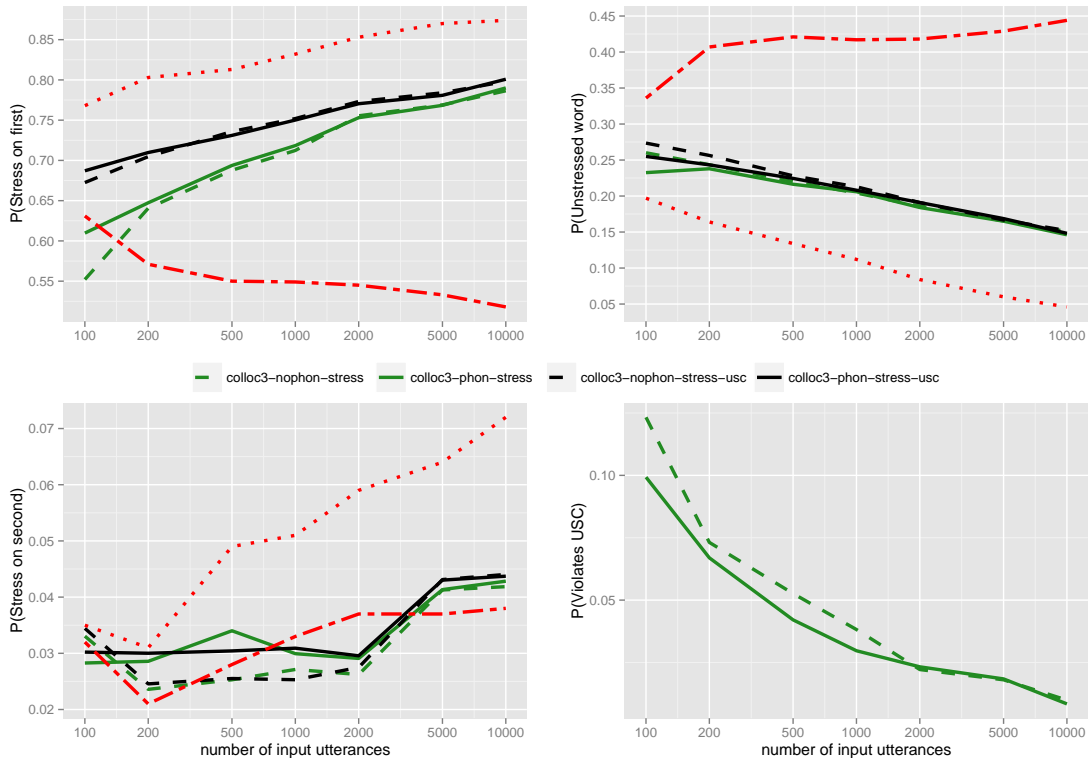 P(Stress on first)
0.85
0.80
0.75
0.70
0.65
0.60
0.55
100 200 500 1000 2000 5000 10000
P(Unstressed word)
0.45
0.40
0.35
0.30
0.25
0.20
0.15
0.10
0.05
100 200 500 1000 2000 5000 10000
colloc3−nophon−stress colloc3−phon−stress colloc3−nophon−stress−usc colloc3−phon−stress−usc
P(Stress on second)
0.07
0.06
0.05
0.04
0.03
0.02
100 200 500 1000 2000 5000 10000
number of input utterances
P(Violates USC)
0.10
0.05
100 200 500 1000 2000 5000 10000
number of input utterances